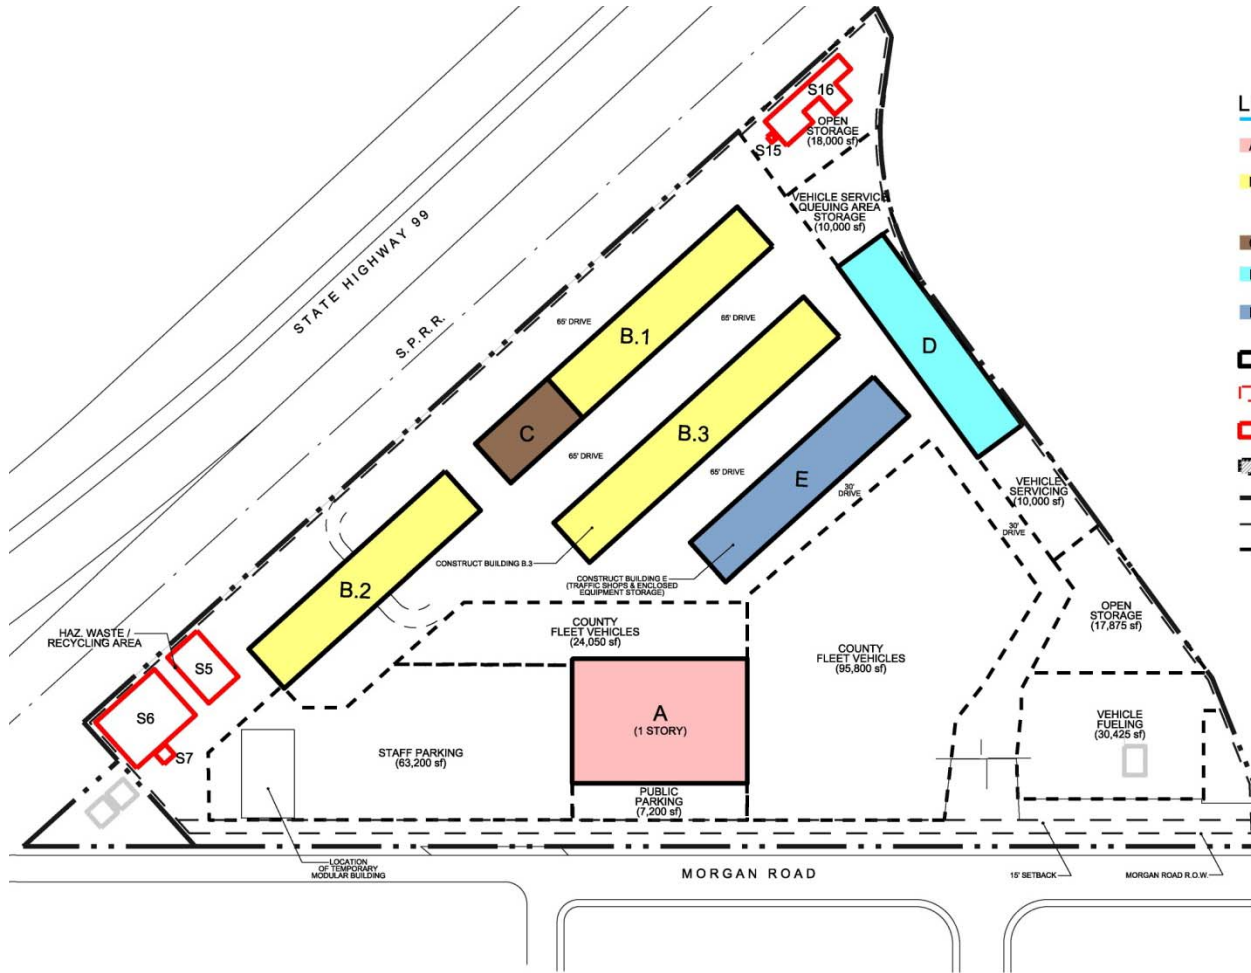 S16
OPEN
STORAGE
(18,000 sf)
S15
VEHICLE SERVICE
QUEUING AREA
STORAGE
(10,000 sf)
STATE HIGHWAY 99
S.P.R.R.
65' DRIVE
B.1
65' DRIVE
D
C
B.3
65' DRIVE
65' DRIVE
E
30'
DRIVE
VEHICLE
SERVICING
(10,000 sf)
30'
DRIVE
CONSTRUCT BUILDING B.3
CONSTRUCT BUILDING E
(TRAFFIC SHOPS & ENCLOSED
EQUIPMENT STORAGE)
B.2
HAZ. WASTE /
RECYCLING AREA
S5
S6
S7
COUNTY
FLEET VEHICLES
(24,050 sf)
COUNTY
FLEET VEHICLES
(95,800 sf)
OPEN
STORAGE
(17,875 sf)
A
(1 STORY)
STAFF PARKING
(63,200 sf)
VEHICLE
FUELING
(30,425 sf)
PUBLIC
PARKING
(7,200 sf)
LOCATION
OF TEMPORARY
MODULAR BUILDING
MORGAN ROAD
15' SETBACK
MORGAN ROAD R.O.W.
L